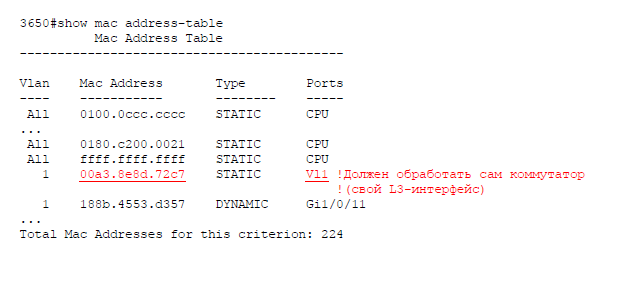 3650#show mac address-table
Mac Address Table
-------------------------------------------
Vlan    Mac Address       Type        Ports
----    -----------       --------    -----
All    0100.0ccc.cccc    STATIC      CPU
...
All    0180.c200.0021    STATIC      CPU
All    ffff.ffff.ffff    STATIC      CPU
1    00a3.8e8d.72c7    STATIC      Vl1 !Должен обработать сам коммутатор
!(свой L3-интерфейс)
1    188b.4553.d357    DYNAMIC     Gi1/0/11
...
Total Mac Addresses for this criterion: 224